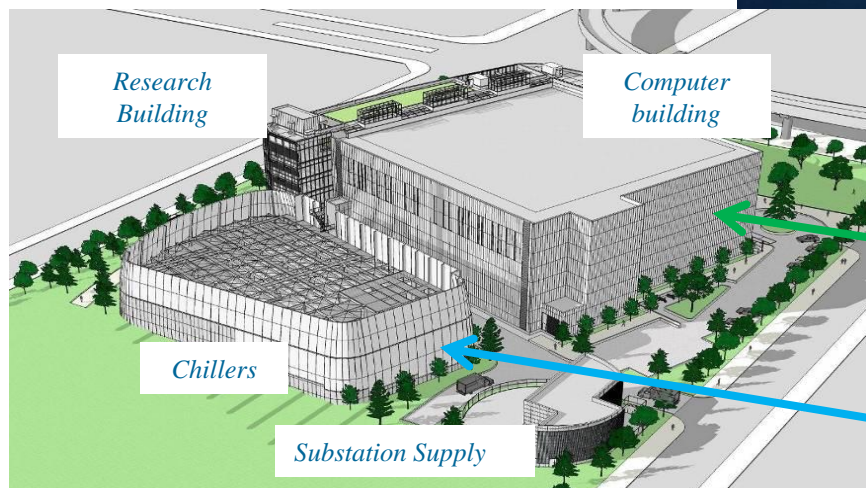 Research
Building
Computer
building
Chillers
Substation Supply